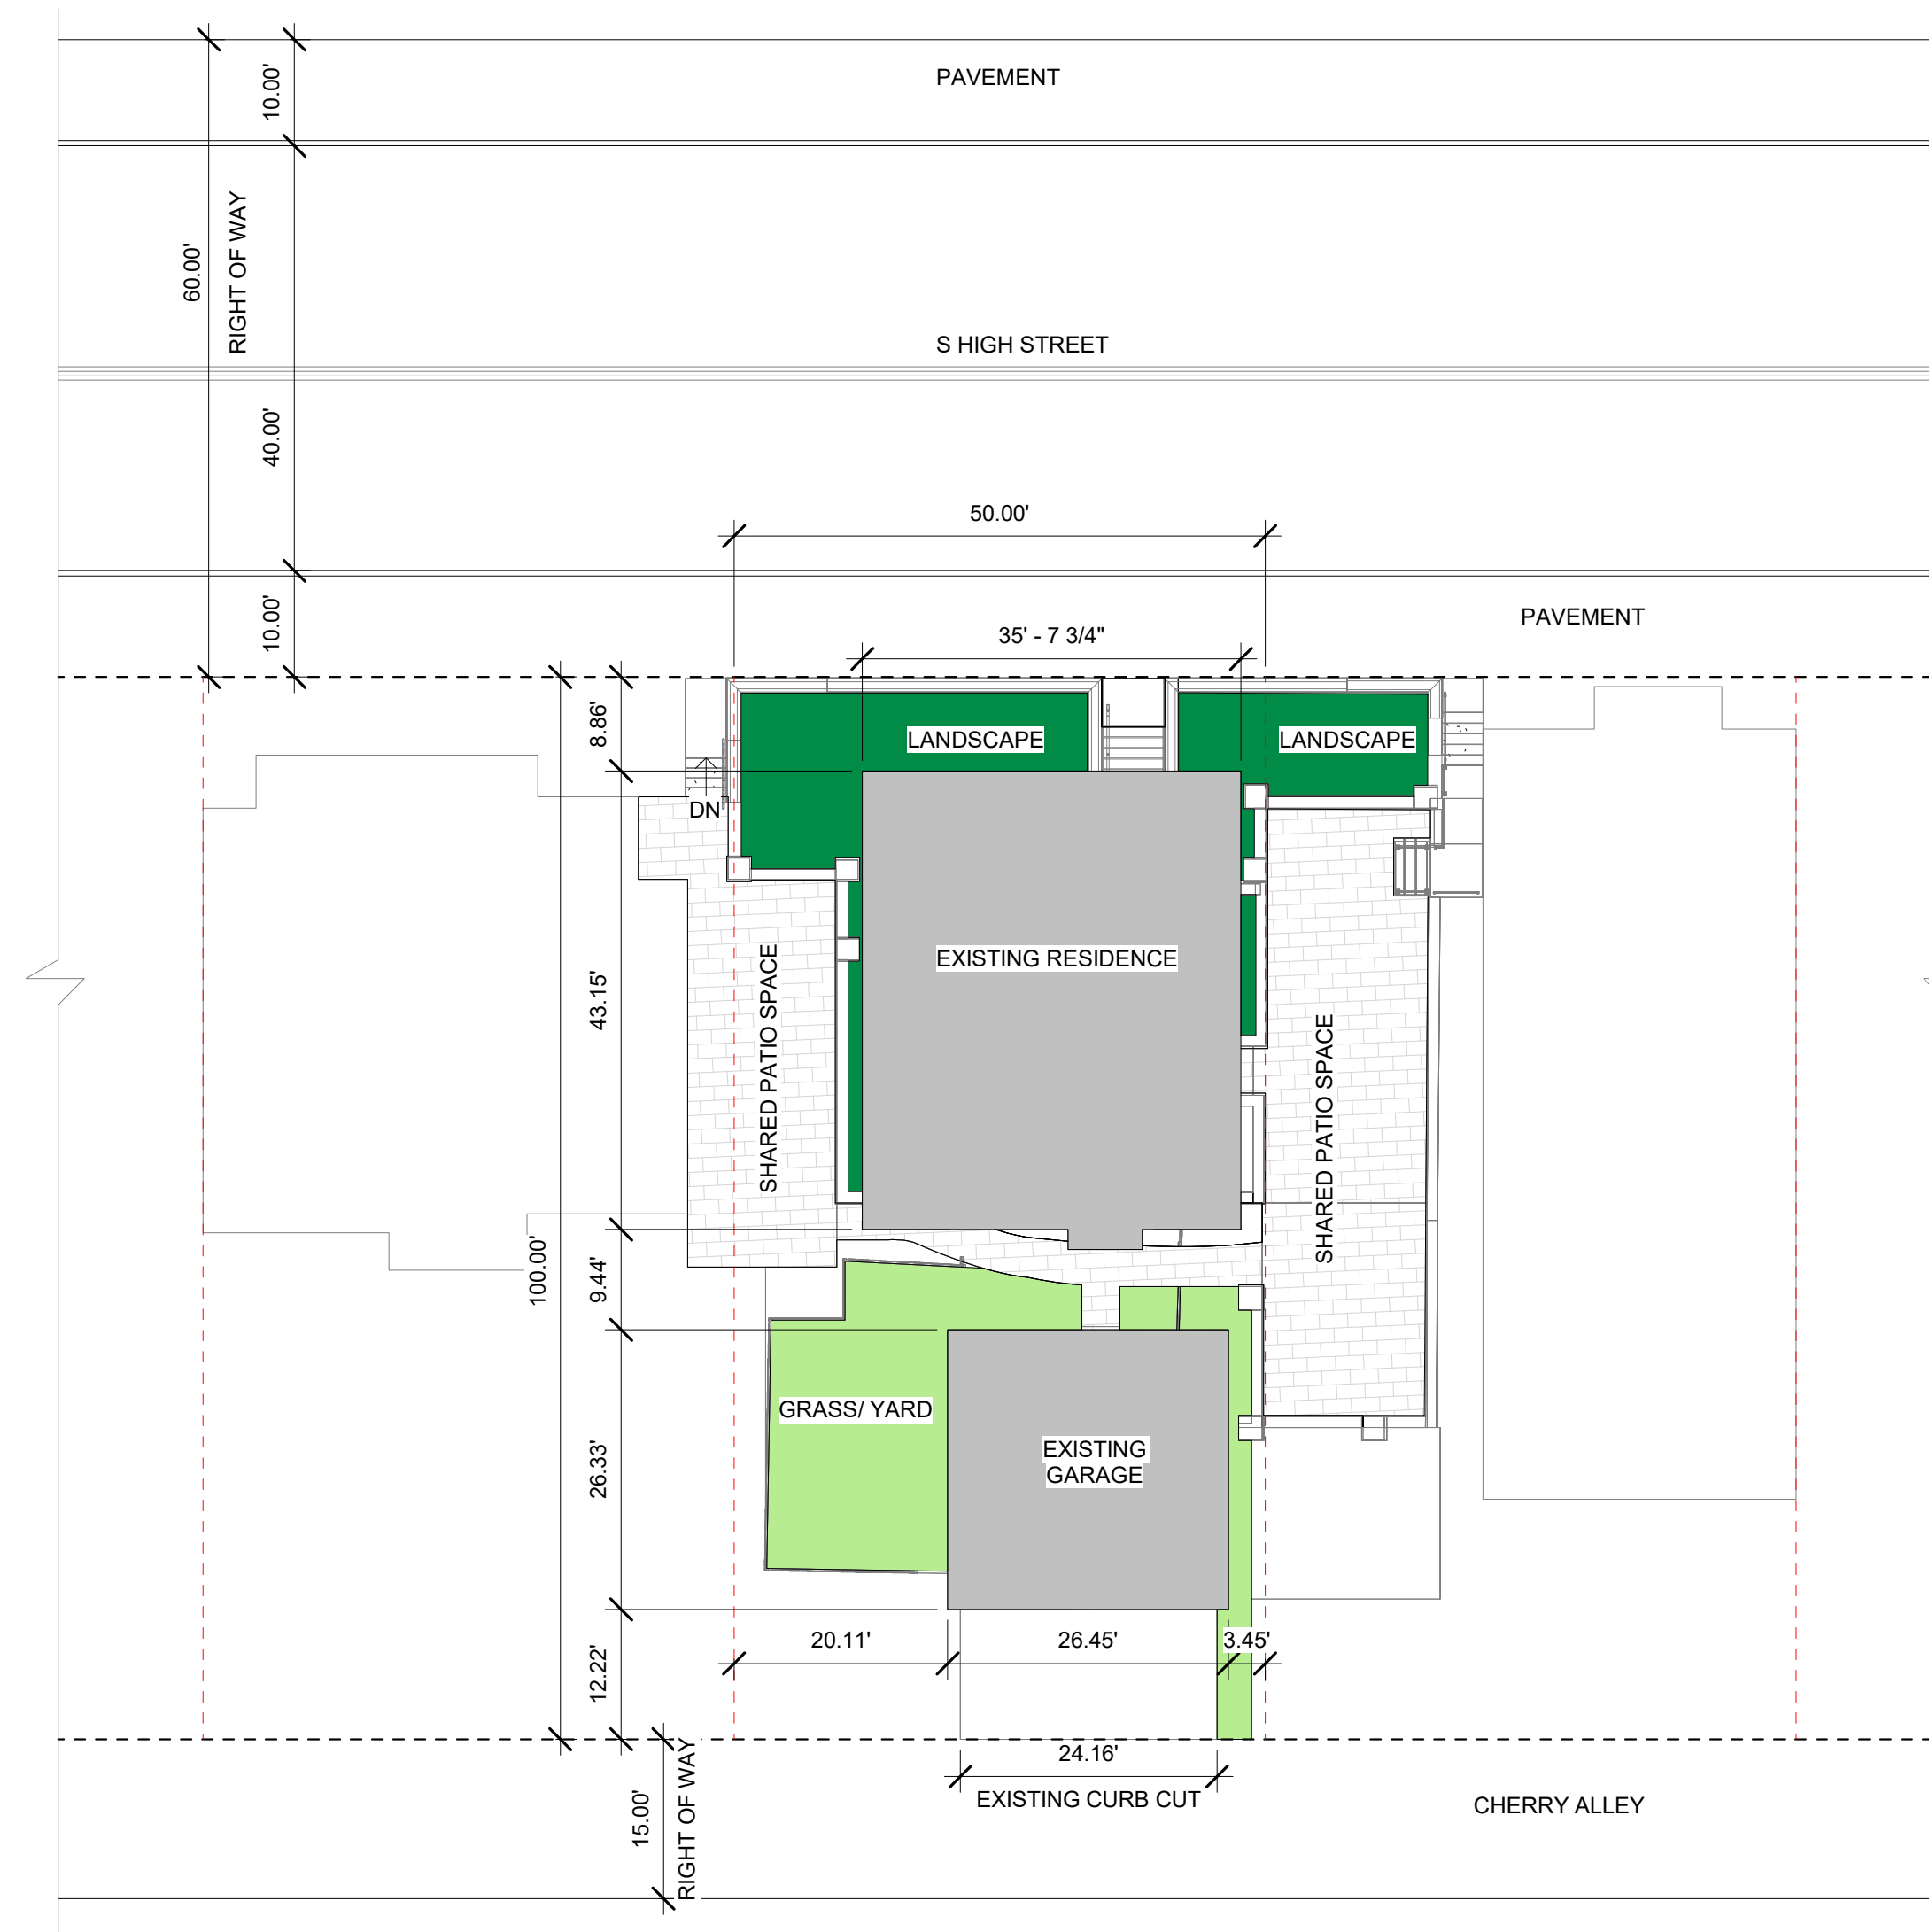 PAVEMENT
10.00'
RIGHT OF WAY
60.00'
S HIGH STREET
40.00'
50.00'
10.00'
PAVEMENT
35' - 7 3/4"
8.86'
LANDSCAPE
LANDSCAPE
DN
EXISTING RESIDENCE
43.15'
SHARED PATIO SPACE
SHARED PATIO SPACE
100.00'
9.44'
GRASS/ YARD
EXISTING
GARAGE
26.33'
20.11'
26.45'
3.45'
12.22'
24.16'
EXISTING CURB CUT
15.00'
RIGHT OF WAY
CHERRY ALLEY